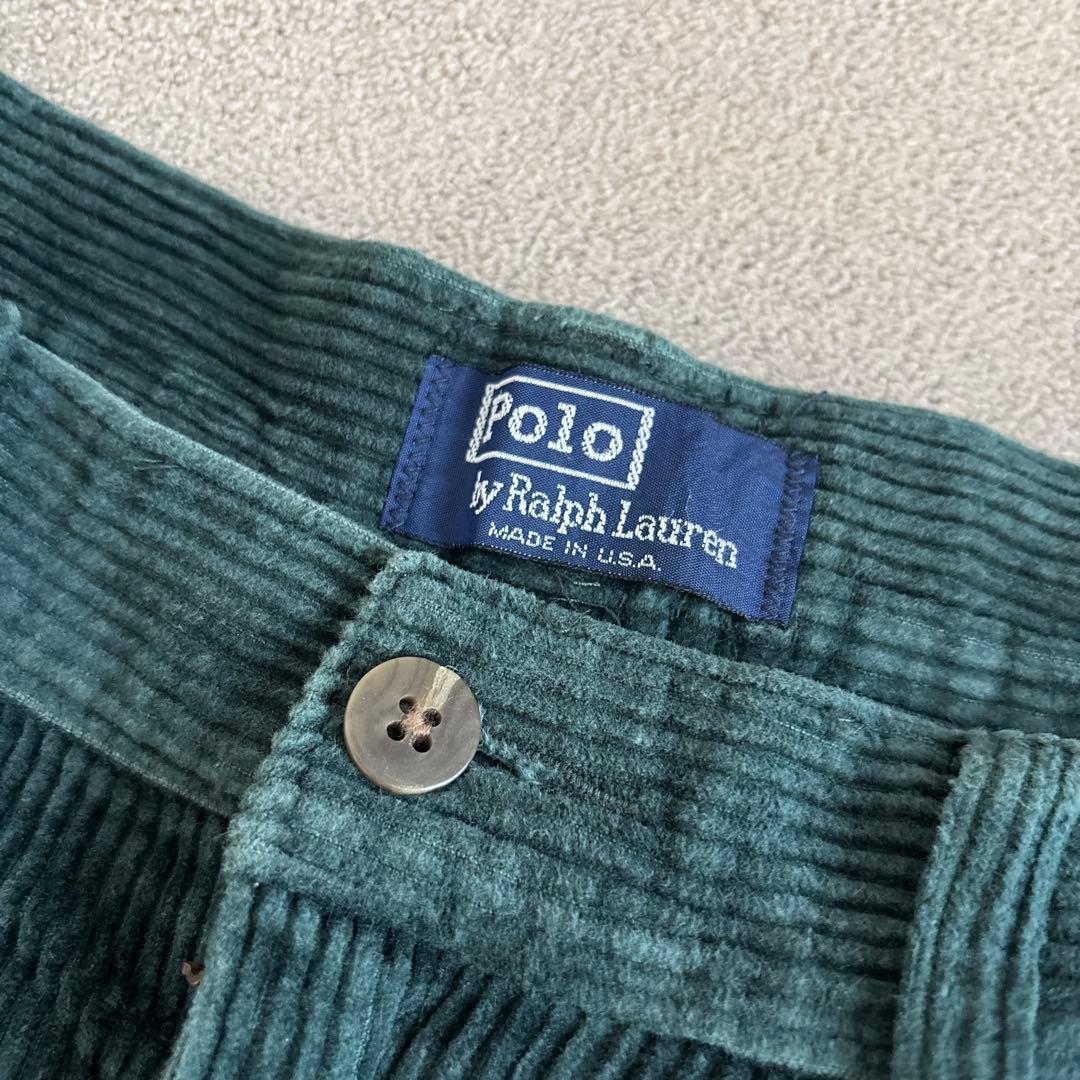 Polo
by Ralph Lauren
MADE IN U.S.A.